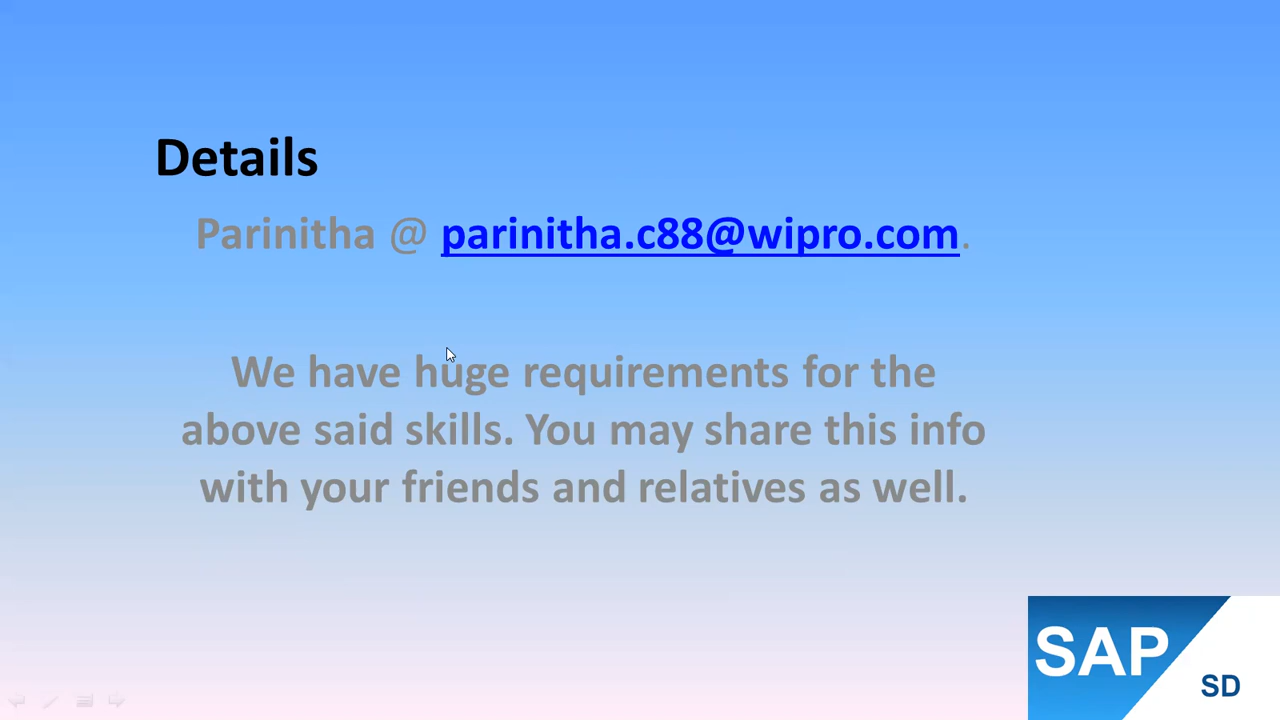 Details
Parinitha @ parinitha.c88@wipro.com.
We have huge requirements for the
above said skills. You may share this info
with your friends and relatives as well.
SAP
SD